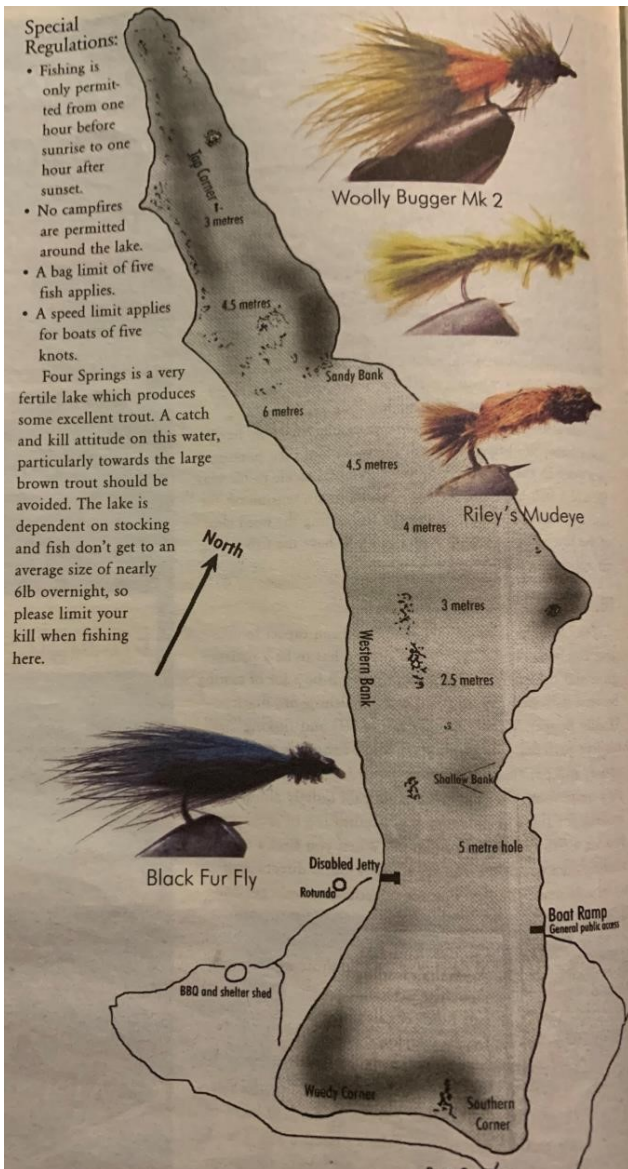 Special
Regulations:
• Fishing is
only permit-
ted from one
hour before
sunrise to one
hour after
sunset.
• No campfires
are permitted
around the lake.
• A bag limit of five
fish applies.
• A speed limit applies
for boats of five
knots.
Four Springs is a very
fertile lake which produces
some excellent trout. A catch
and kill attitude on this water,
particularly towards the large
brown trout should be
avoided. The lake is
dependent on stocking
and fish don't get to an
average size of nearly
6lb overnight, so
please limit your
kill when fishing
here.
Woolly Bugger Mk 2
Top Corner
3 metres
4.5 metres
Sandy Bank
6 metres
4.5 metres
Riley's Mudeye
4 metres
North
3 metres
Western Bank
2.5 metres
Shallow Bank
5 metre hole
Black Fur Fly
Disabled Jetty
Rotunda
Boat Ramp
General public access
BBQ and shelter shed
Weedy Corner
Southern
Corner